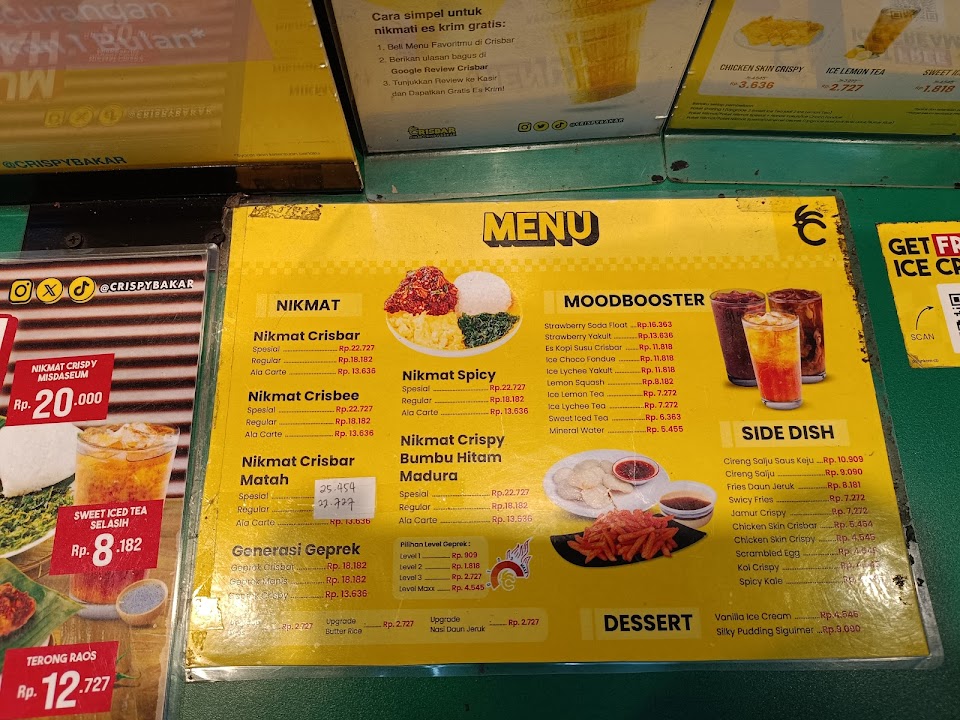 curangan
Cara simpel untuk
nikmati es krim gratis:
1. Beli Menu Favoritmu di Crisbar
2. Berikan ulasan bagus di
Google Review Crisbar
3. Tunjukkan Review ke Kasir
dan Dapatkan Gratis Es Krim!
CRISBAR
@CRISPYBAKAR
@CRISPYBAKAR
CHICKEN SKIN CRISPY
Rp 3.636
ICE LEMON TEA
Rp 2.727
SWEET
1.818
@CRISPYBAKAR
NIKMAT CRISPY
MISDASEUM
Rp. 20.000
SWEET ICED TEA
SELASIH
Rp. 8.182
TERONG RAOS
Rp. 12.727
MENU
NIKMAT
Nikmat Crisbar
Spesial Rp.22.727
Regular Rp.18.182
Ala Carte Rp. 13.636
Nikmat Crisbee
Spesial Rp.22.727
Regular Rp.18.182
Ala Carte Rp. 13.636
Nikmat Crisbar
Matah
Spesial 25.454
Regular 22.727
Ala Carte Rp. 13.636
Generasi Geprek
Geprek Crisbar Rp. 18.182
Rp. 18.182
Rp. 13.636
Nikmat Spicy
Spesial Rp.22.727
Regular Rp.18.182
Ala Carte Rp. 13.636
Nikmat Crispy
Bumbu Hitam
Madura
Spesial Rp.22.727
Regular Rp.18.182
Ala Carte Rp. 13.636
Pilihan Level Geprek :
Level 1 Rp. 909
Level 2 Rp. 1.818
Level 3 Rp. 2.727
Level Maxx Rp. 4.545
Rp. 2.727
Upgrade
Butter Rice Rp. 2.727
Upgrade
Nasi Daun Jeruk Rp. 2.727
MOODBOOSTER
Strawberry Soda Float Rp.16.363
Strawberry Yakult Rp.13.636
Es Kopi Susu Crisbar Rp. 11.818
Ice Choco Fondue Rp. 11.818
Ice Lychee Yakult Rp. 11.818
Lemon Squash Rp.8.182
Ice Lemon Tea Rp. 7.272
Ice Lychee Tea Rp. 7.272
Sweet Iced Tea Rp. 6.363
Mineral Water Rp. 5.455
SIDE DISH
Cireng Salju Saus Keju Rp. 10.909
Cireng Salju Rp. 9.090
Fries Daun Jeruk Rp. 8.181
Swicy Fries Rp. 7.272
Jamur Crispy Rp. 7.272
Chicken Skin Crisbar Rp. 5.454
Chicken Skin Crispy Rp. 4.545
Scrambled Egg Rp. 4.545
Kol Crispy
Spicy Kale
DESSERT
Vanilla Ice Cream Rp.4.545
Silky Pudding Sigulmer Rp.9.090
GET FR
ICE CR
SCAN